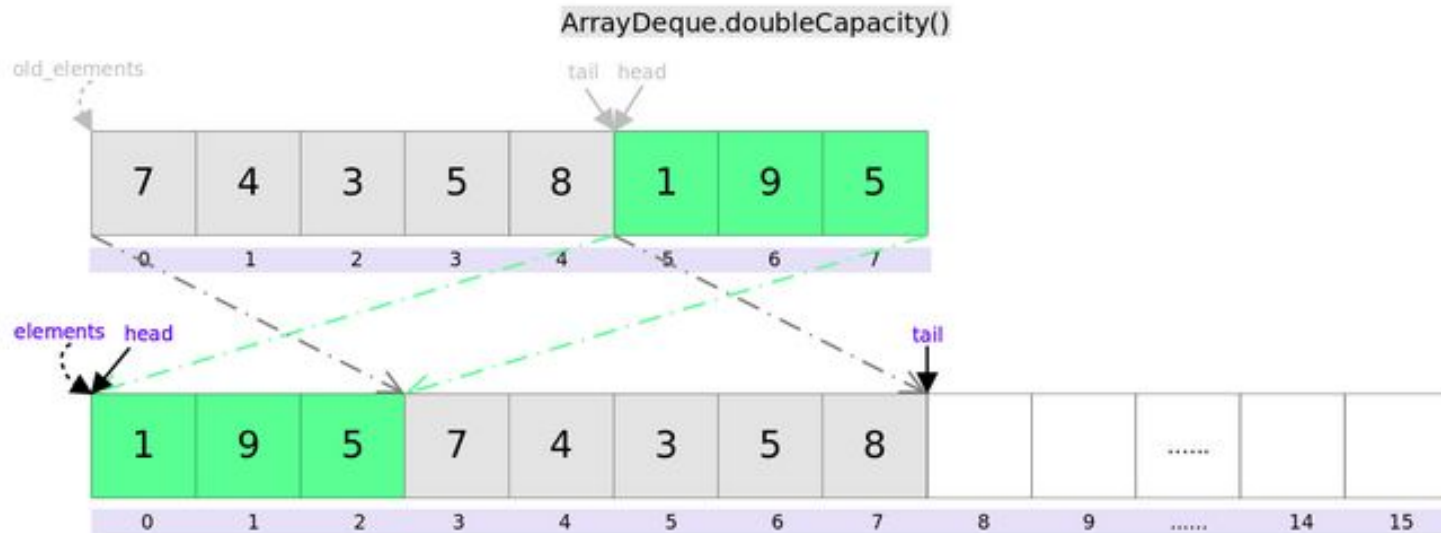 ArrayDeque.doubleCapacity()
old_elements tail head
7 4 3 5 8 1 9 5
0 1 2 3 4 5 6 7
elements head tail
1 9 5 7 4 3 5 8 ......
0 1 2 3 4 5 6 7 8 9 ...... 14 15